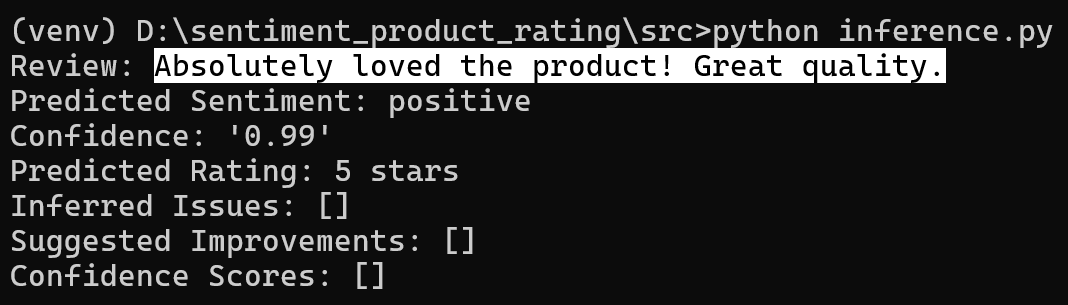 (venv) D:\sentiment_product_rating\src>python inference.py
Review: Absolutely loved the product! Great quality.
Predicted Sentiment: positive
Confidence: '0.99'
Predicted Rating: 5 stars
Inferred Issues: []
Suggested Improvements: []
Confidence Scores: []